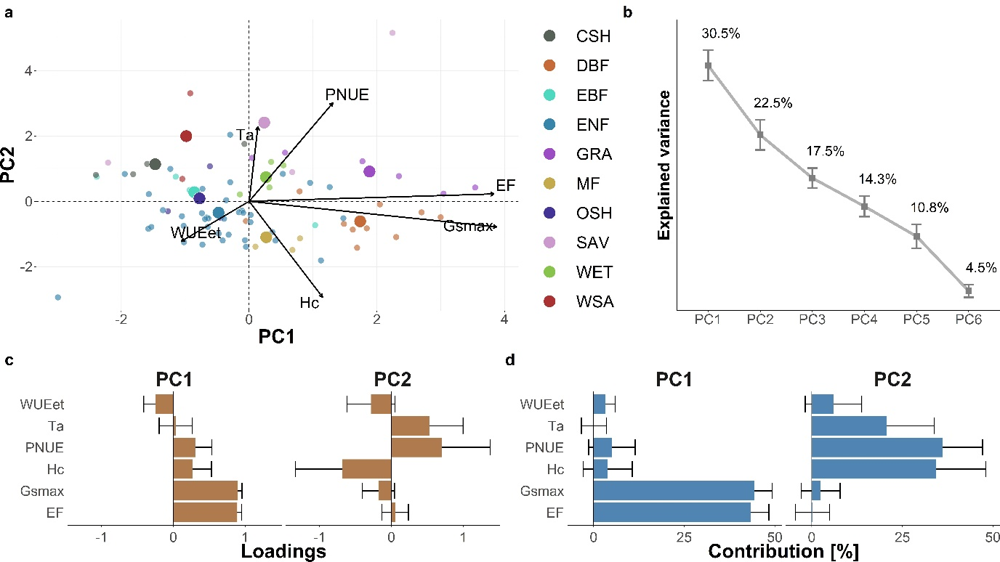 a
PC2
4
2
0
-2
-2
0
2
4
PC1
PNUE
Ta
EF
Gsmax
WUEet
Hc
CSH
DBF
EBF
ENF
GRA
MF
OSH
SAV
WET
WSA
b
Explained variance
30.5%
22.5%
17.5%
14.3%
10.8%
4.5%
PC1 PC2 PC3 PC4 PC5 PC6
c
PC1 PC2
WUEet
Ta
PNUE
Hc
Gsmax
EF
-1 0 1 -1 0 1
Loadings
d
PC1 PC2
WUEet
Ta
PNUE
Hc
Gsmax
EF
0 25 50 0 25 50
Contribution [%]